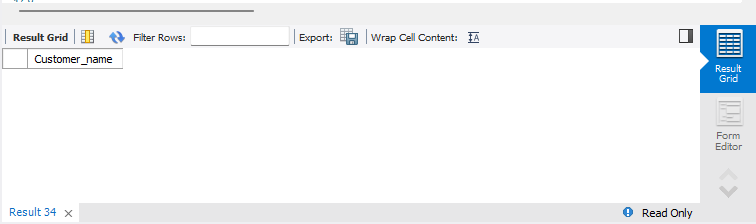 Result Grid
Filter Rows:
Export:
Wrap Cell Content:
Customer_name
Result
Grid
Form
Editor
Result 34
Read Only